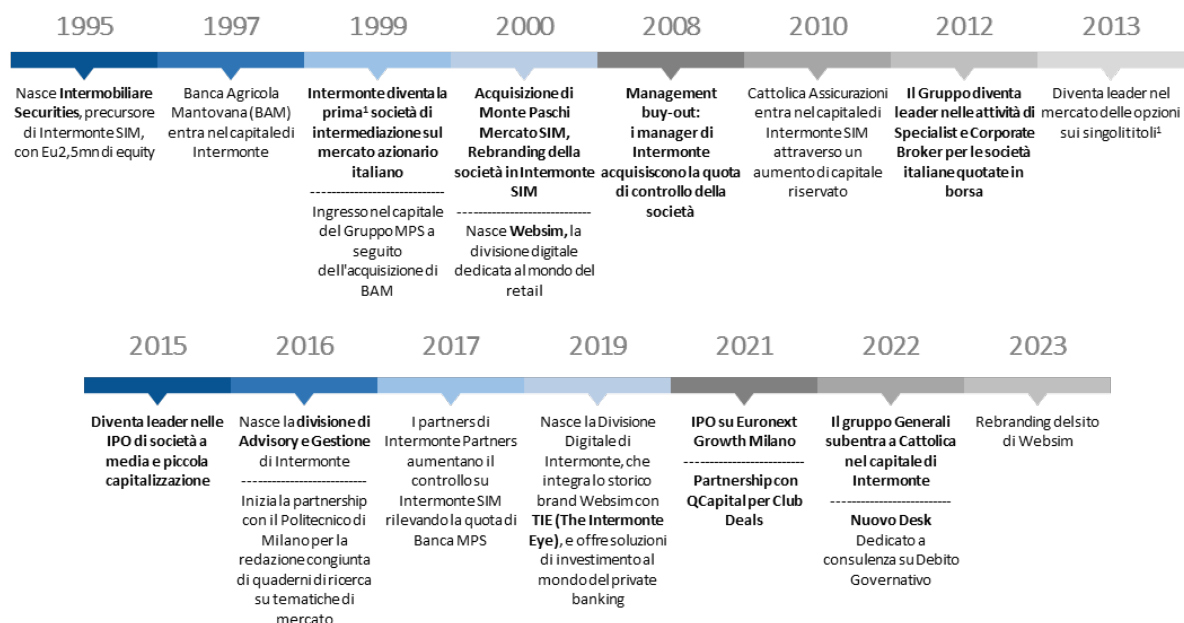 1995
1997
1999
2000
2008
2010
2012
2013
Nasce Intermobiliare
Securities, precursore
di Intermonte SIM,
con Eu2,5mn di equity
Banca Agricola
Mantovana (BAM)
entra nel capitale di
Intermonte
Intermonte diventa la
prima¹ società di
intermediazione sul
mercato azionario
italiano
----------------------------
Ingresso nel capitale
del Gruppo MPS a
seguito
dell'acquisizione di
BAM
Acquisizione di
Monte Paschi
Mercato SIM,
Rebranding della
società in Intermonte
SIM
---------------------------
Nasce Websim, la
divisione digitale
dedicata al mondo del
retail
Management
buy-out:
i manager di
Intermonte
acquisiscono la quota
di controllo della
società
Cattolica Assicurazioni
entra nel capitale di
Intermonte SIM
attraverso un
aumento di capitale
riservato
Il Gruppo diventa
leader nelle attività di
Specialist e Corporate
Broker per le società
italiane quotate in
borsa
Diventa leader nel
mercato delle opzioni
sui singoli titoli¹
2015
2016
2017
2019
2021
2022
2023
Diventa leader nelle
IPO di società a
media e piccola
capitalizzazione
Nasce la divisione di
Advisory e Gestione
di Intermonte
-------------------------
Inizia la partnership
con il Politecnico di
Milano per la
redazione congiunta
di quaderni di ricerca
su tematiche di
mercato
I partners di
Intermonte Partners
aumentano il
controllo su
Intermonte SIM
rilevando la quota di
Banca MPS
Nasce la Divisione
Digitale di
Intermonte, che
integra lo storico
brand Websim con
TIE (The Intermonte
Eye), e offre soluzioni
di investimento al
mondo del private
banking
IPO su Euronext
Growth Milano
-------------------------
Partnership con
QCapital per Club
Deals
Il gruppo Generali
subentra a Cattolica
nel capitale di
Intermonte
-------------------------
Nuovo Desk
Dedicato a
consulenza su Debito
Governativo
Rebranding del sito
di Websim